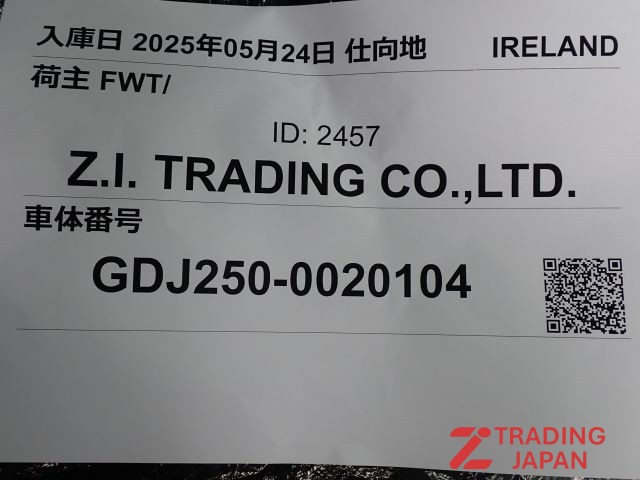 入庫日 2025年05月24日 仕向地 IRELAND
荷主 FWT/
ID: 2457
Z.I. TRADING CO.,LTD.
車体番号
GDJ250-0020104
TRADING
JAPAN